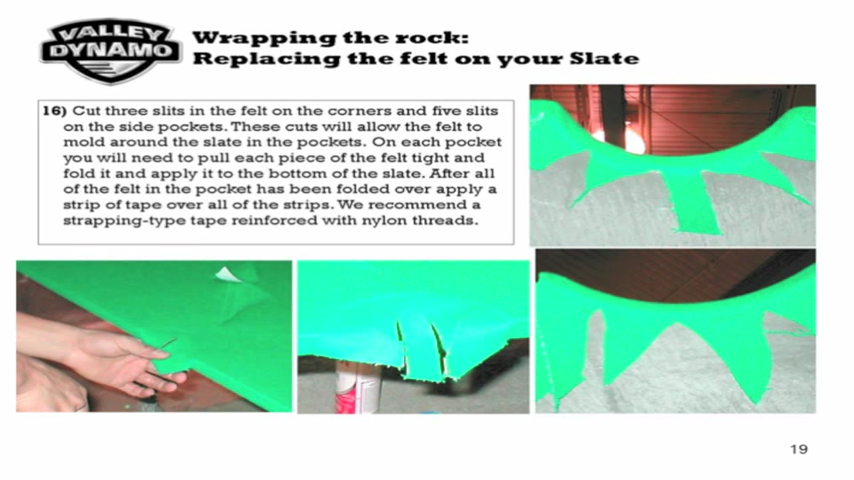 VALLEY
DYNAMO
Wrapping the rock:
Replacing the felt on your Slate
16) Cut three slits in the felt on the corners and five slits
on the side pockets. These cuts will allow the felt to
mold around the slate in the pockets. On each pocket
you will need to pull each piece of the felt tight and
fold it and apply it to the bottom of the slate. After all
of the felt in the pocket has been folded over apply a
strip of tape over all of the strips. We recommend a
strapping-type tape reinforced with nylon threads.
19